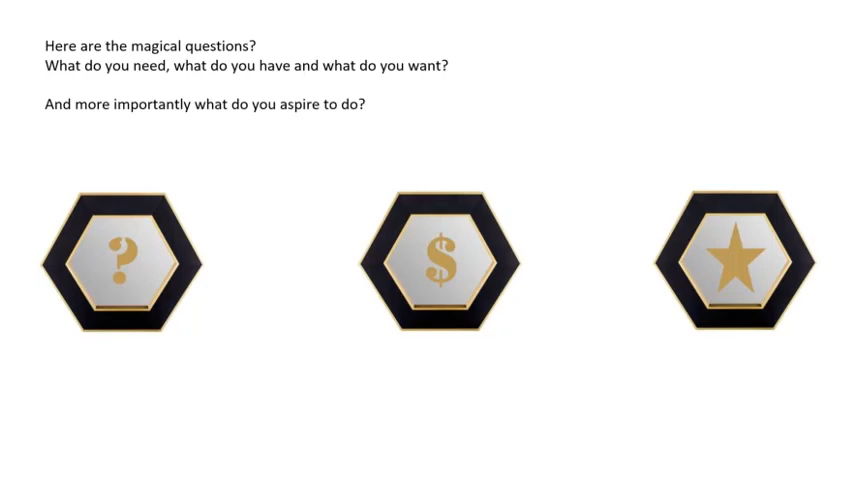 Here are the magical questions?
What do you need, what do you have and what do you want?
And more importantly what do you aspire to do?
?
$